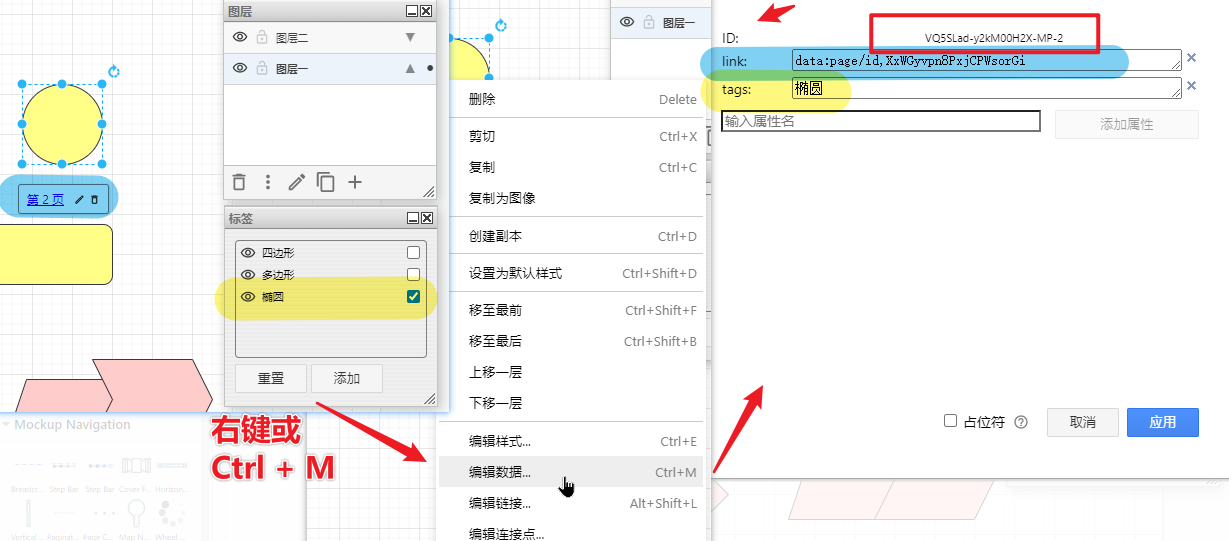 图层
图层二
图层一
第 2 页
标签
四边形
多边形
椭圆
重置
添加
右键或
Ctrl + M
Mockup Navigation
Breadcr...
Step Bar
Step Bar
Cover F...
Horizon...
Vertical ...
Paginat...
Page C...
Map N...
Wheel ...
图层一
删除 Delete
剪切 Ctrl+X
复制 Ctrl+C
复制为图像
创建副本 Ctrl+D
设置为默认样式 Ctrl+Shift+D
移至最前 Ctrl+Shift+F
移至最后 Ctrl+Shift+B
上移一层
下移一层
编辑样式... Ctrl+E
编辑数据... Ctrl+M
编辑链接... Alt+Shift+L
编辑连接点...
ID: VQ5SLad-y2kM00H2X-MP-2
link: data:page/id,XxWGyvpn8PxjCPWsorGi
tags: 椭圆
输入属性名
添加属性
占位符
取消
应用